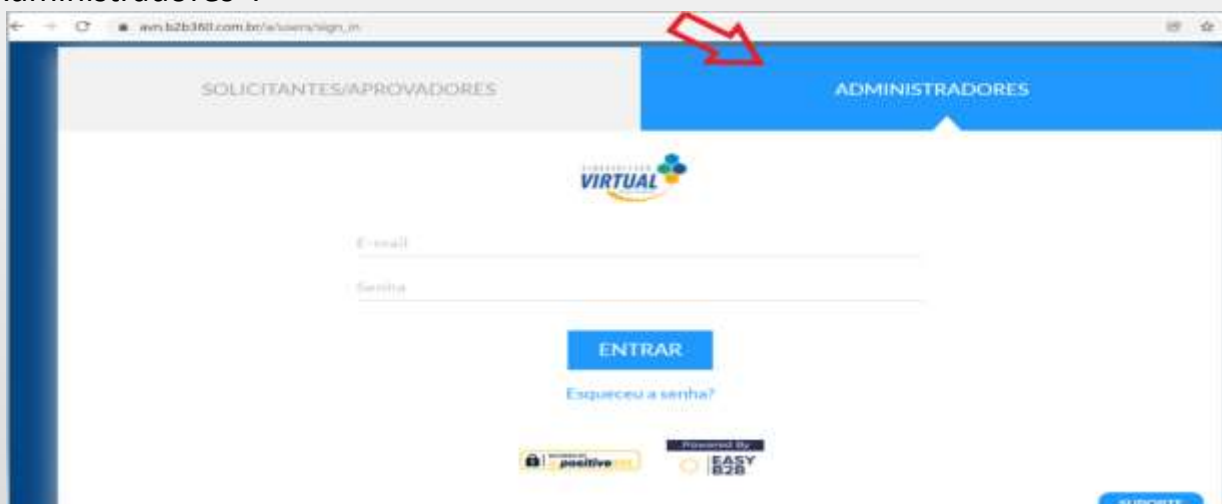 avn.b2b360.com.br/a/users/sign_in
SOLICITANTES/APROVADORES
ADMINISTRADORES
VIRTUAL
E-mail
Senha
ENTRAR
Esqueceu a senha?
positive
Powered By
EASY
B2B
SUPORTE